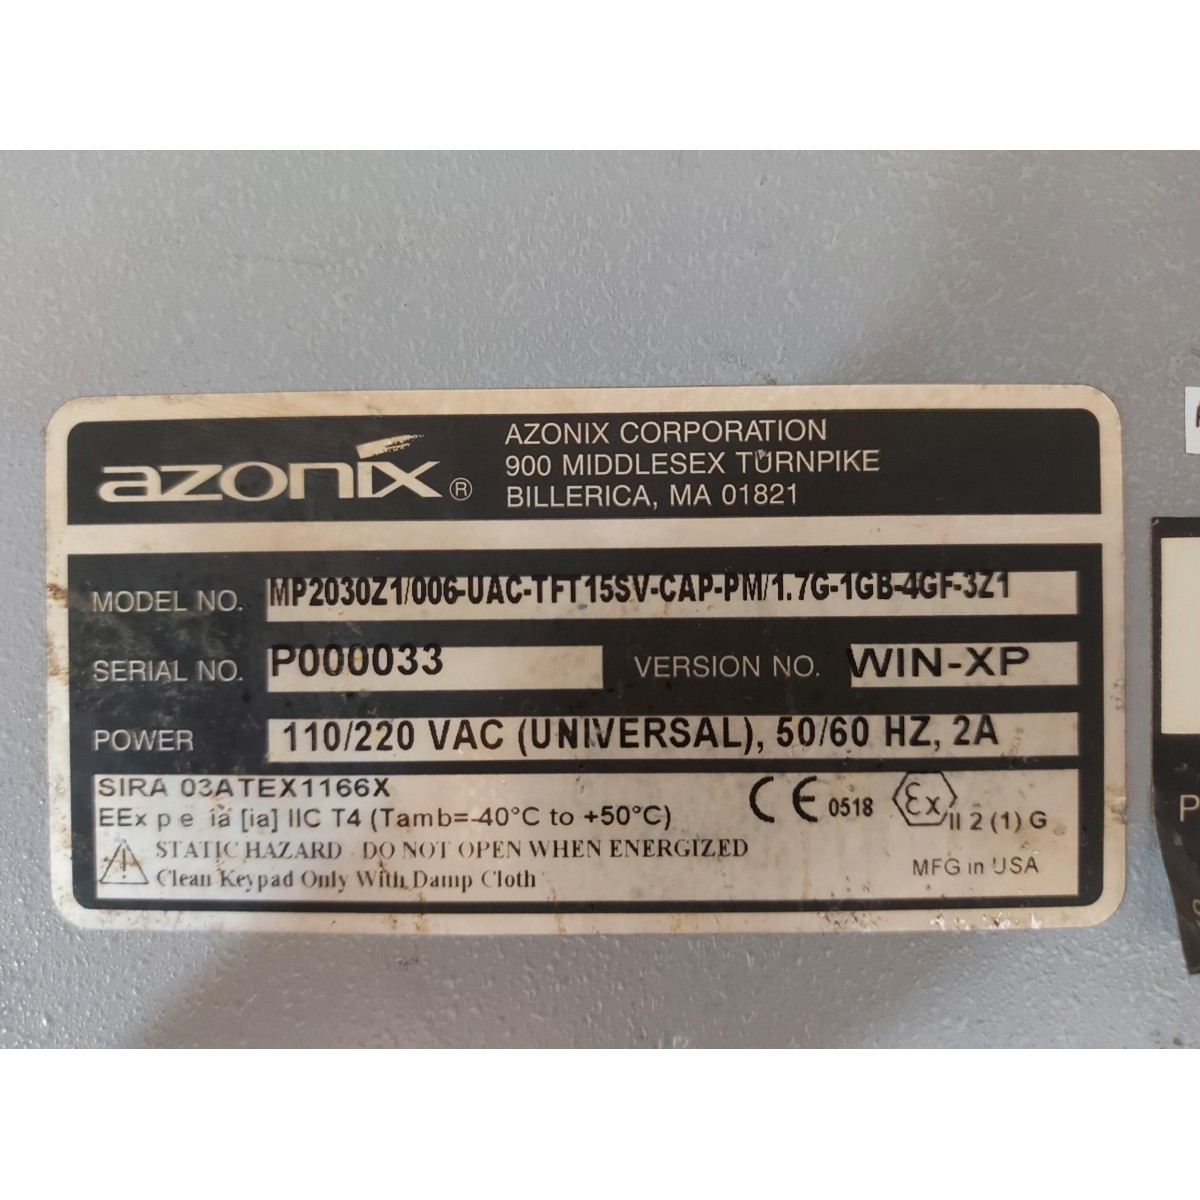 azonix ®
AZONIX CORPORATION
900 MIDDLESEX TURNPIKE
BILLERICA, MA 01821
MODEL NO. MP2030Z1/006-UAC-TFT15SV-CAP-PM/1.7G-1GB-4GF-3Z1
SERIAL NO. P000033 VERSION NO. WIN-XP
POWER 110/220 VAC (UNIVERSAL), 50/60 HZ, 2A
SIRA 03ATEX1166X
EEx p e ia [ia] IIC T4 (Tamb=-40°C to +50°C)
CE 0518 Ex II 2 (1) G
STATIC HAZARD - DO NOT OPEN WHEN ENERGIZED
Clean Keypad Only With Damp Cloth
MFG in USA
P